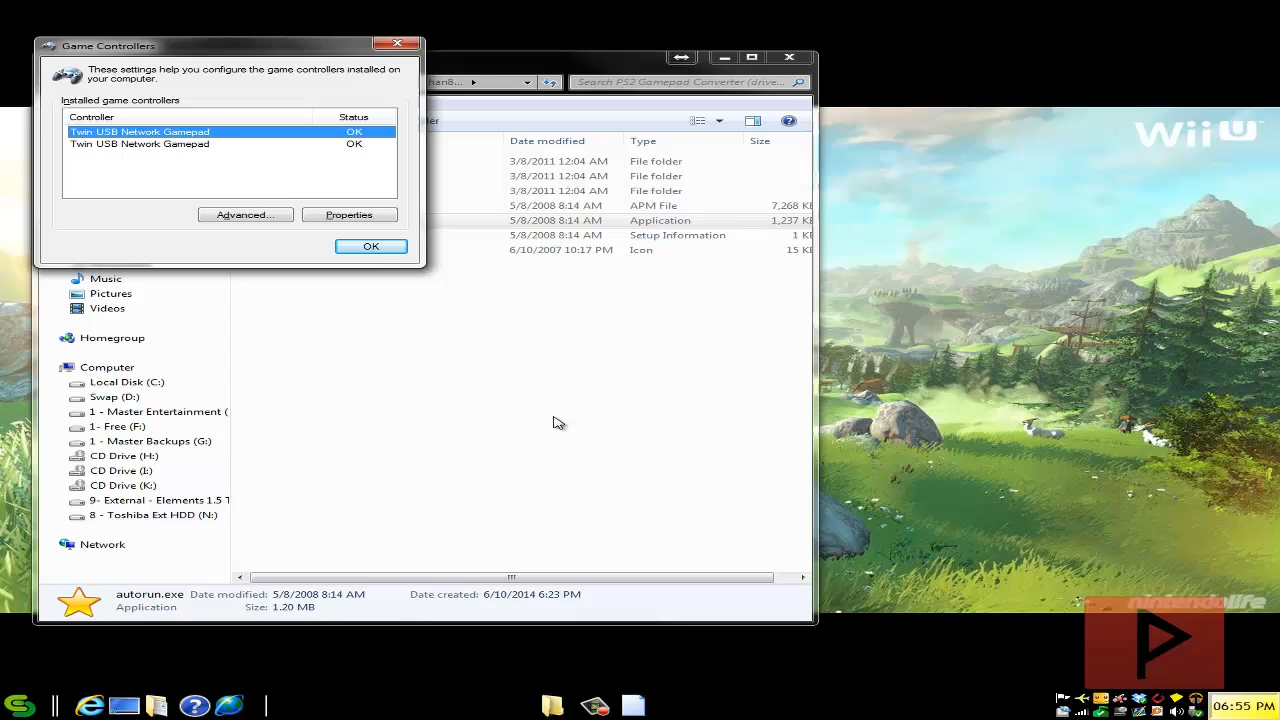 Game Controllers
These settings help you configure the game controllers installed on
your computer.
Installed game controllers
Controller Status
Twin USB Network Gamepad OK
Twin USB Network Gamepad OK
Advanced... Properties
OK
han8...
Search PS2 Gamepad Converter (drive...
der
Date modified Type Size
3/8/2011 12:04 AM File folder
3/8/2011 12:04 AM File folder
3/8/2011 12:04 AM File folder
5/8/2008 8:14 AM APM File 7,268 KB
5/8/2008 8:14 AM Application 1,237 KB
5/8/2008 8:14 AM Setup Information 1 KB
6/10/2007 10:17 PM Icon 15 KB
Music
Pictures
Videos
Homegroup
Computer
Local Disk (C:)
Swap (D:)
1 - Master Entertainment (
1- Free (F:)
1 - Master Backups (G:)
CD Drive (H:)
CD Drive (I:)
CD Drive (K:)
9- External - Elements 1.5 T
8 - Toshiba Ext HDD (N:)
Network
autorun.exe Date modified: 5/8/2008 8:14 AM Date created: 6/10/2014 6:23 PM
Application Size: 1.20 MB
Wii U
nintendolife
P
06:55 PM